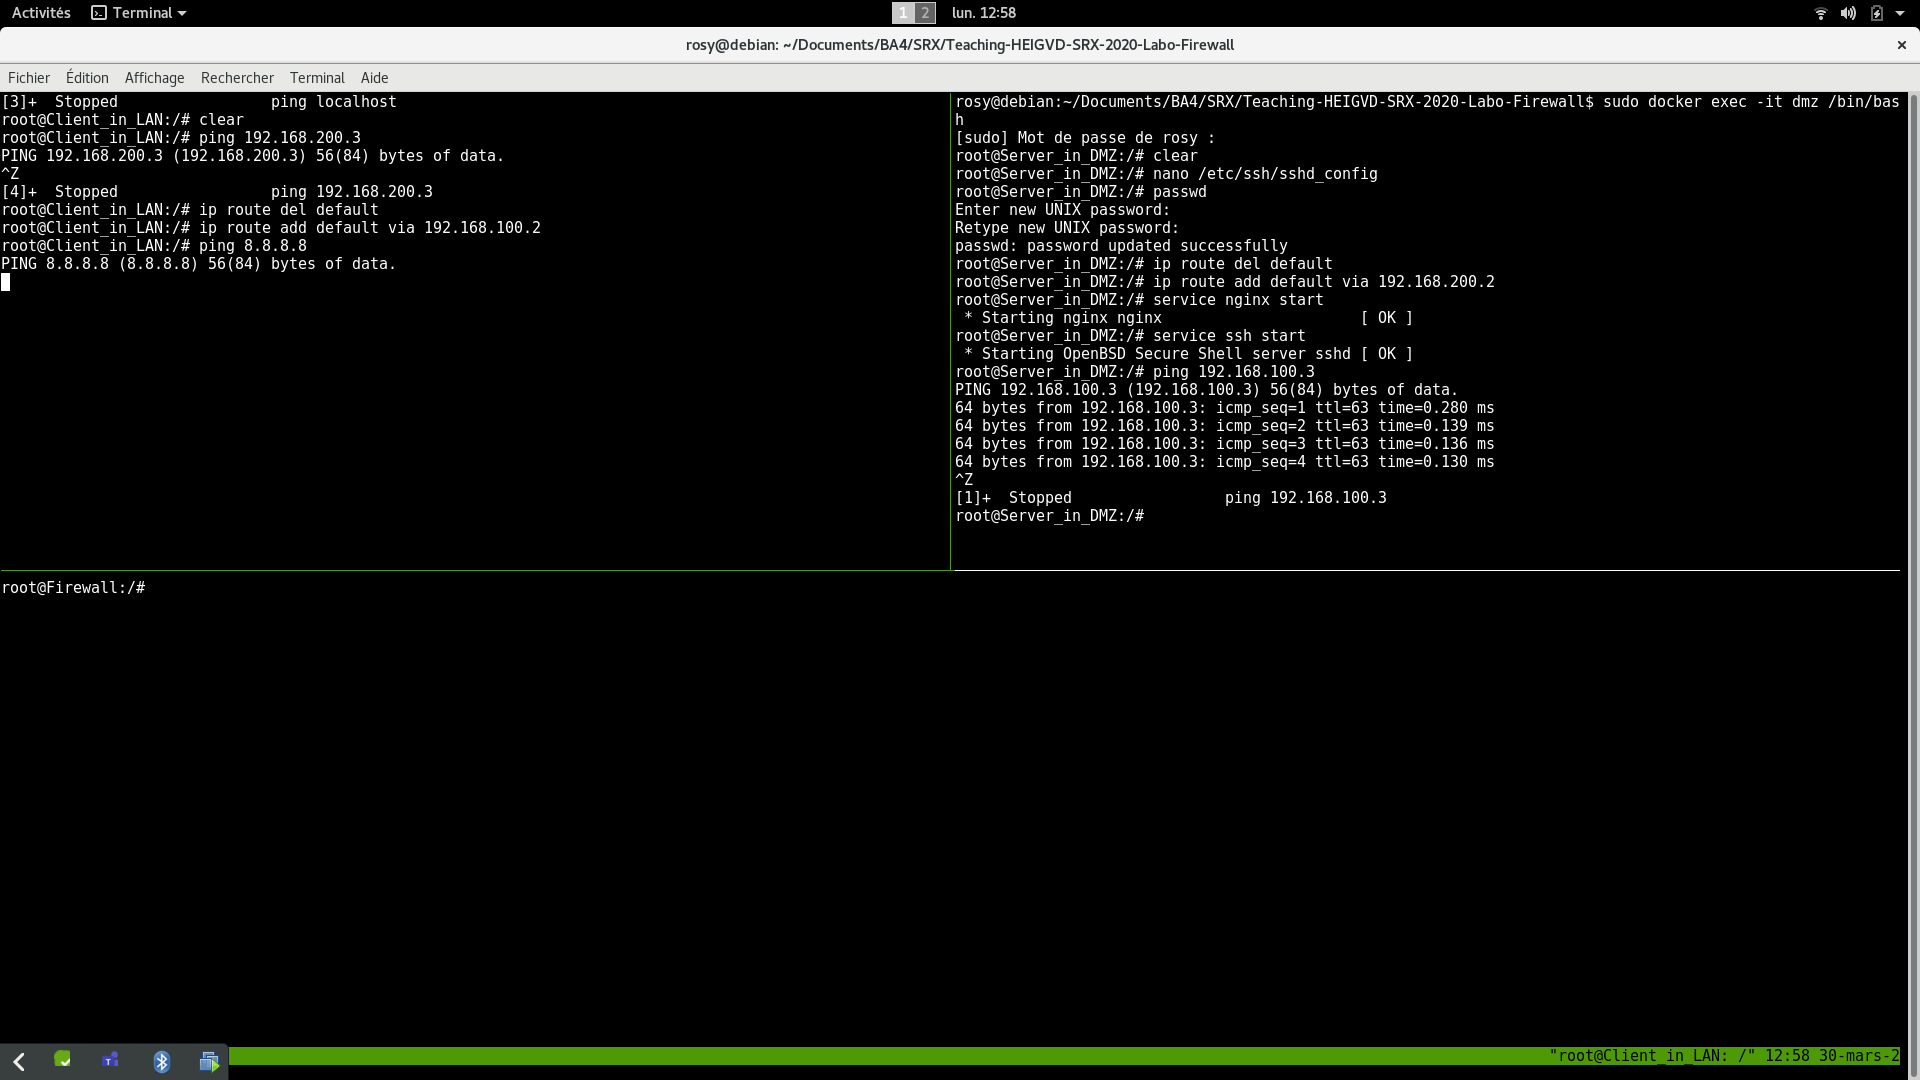 Activités Terminal 1 2 lun. 12:58
rosy@debian: ~/Documents/BA4/SRX/Teaching-HEIGVD-SRX-2020-Labo-Firewall
Fichier Édition Affichage Rechercher Terminal Aide
[3]+  Stopped                 ping localhost
root@Client_in_LAN:/# clear
root@Client_in_LAN:/# ping 192.168.200.3
PING 192.168.200.3 (192.168.200.3) 56(84) bytes of data.
^Z
[4]+  Stopped                 ping 192.168.200.3
root@Client_in_LAN:/# ip route del default
root@Client_in_LAN:/# ip route add default via 192.168.100.2
root@Client_in_LAN:/# ping 8.8.8.8
PING 8.8.8.8 (8.8.8.8) 56(84) bytes of data.
rosy@debian:~/Documents/BA4/SRX/Teaching-HEIGVD-SRX-2020-Labo-Firewall$ sudo docker exec -it dmz /bin/bas
h
[sudo] Mot de passe de rosy :
root@Server_in_DMZ:/# clear
root@Server_in_DMZ:/# nano /etc/ssh/sshd_config
root@Server_in_DMZ:/# passwd
Enter new UNIX password:
Retype new UNIX password:
passwd: password updated successfully
root@Server_in_DMZ:/# ip route del default
root@Server_in_DMZ:/# ip route add default via 192.168.200.2
root@Server_in_DMZ:/# service nginx start
 * Starting nginx nginx                      [ OK ]
root@Server_in_DMZ:/# service ssh start
 * Starting OpenBSD Secure Shell server sshd [ OK ]
root@Server_in_DMZ:/# ping 192.168.100.3
PING 192.168.100.3 (192.168.100.3) 56(84) bytes of data.
64 bytes from 192.168.100.3: icmp_seq=1 ttl=63 time=0.280 ms
64 bytes from 192.168.100.3: icmp_seq=2 ttl=63 time=0.139 ms
64 bytes from 192.168.100.3: icmp_seq=3 ttl=63 time=0.136 ms
64 bytes from 192.168.100.3: icmp_seq=4 ttl=63 time=0.130 ms
^Z
[1]+  Stopped                 ping 192.168.100.3
root@Server_in_DMZ:/#
root@Firewall:/#
"root@Client_in_LAN: /" 12:58 30-mars-2